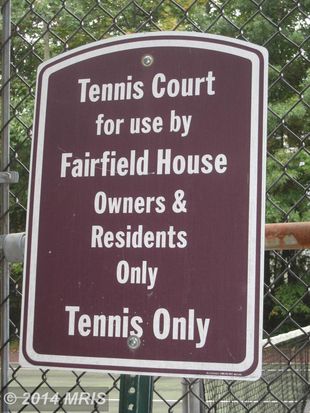 Tennis Court
for use by
Fairfield House
Owners &
Residents
Only
Tennis Only
© 2014 MRIS